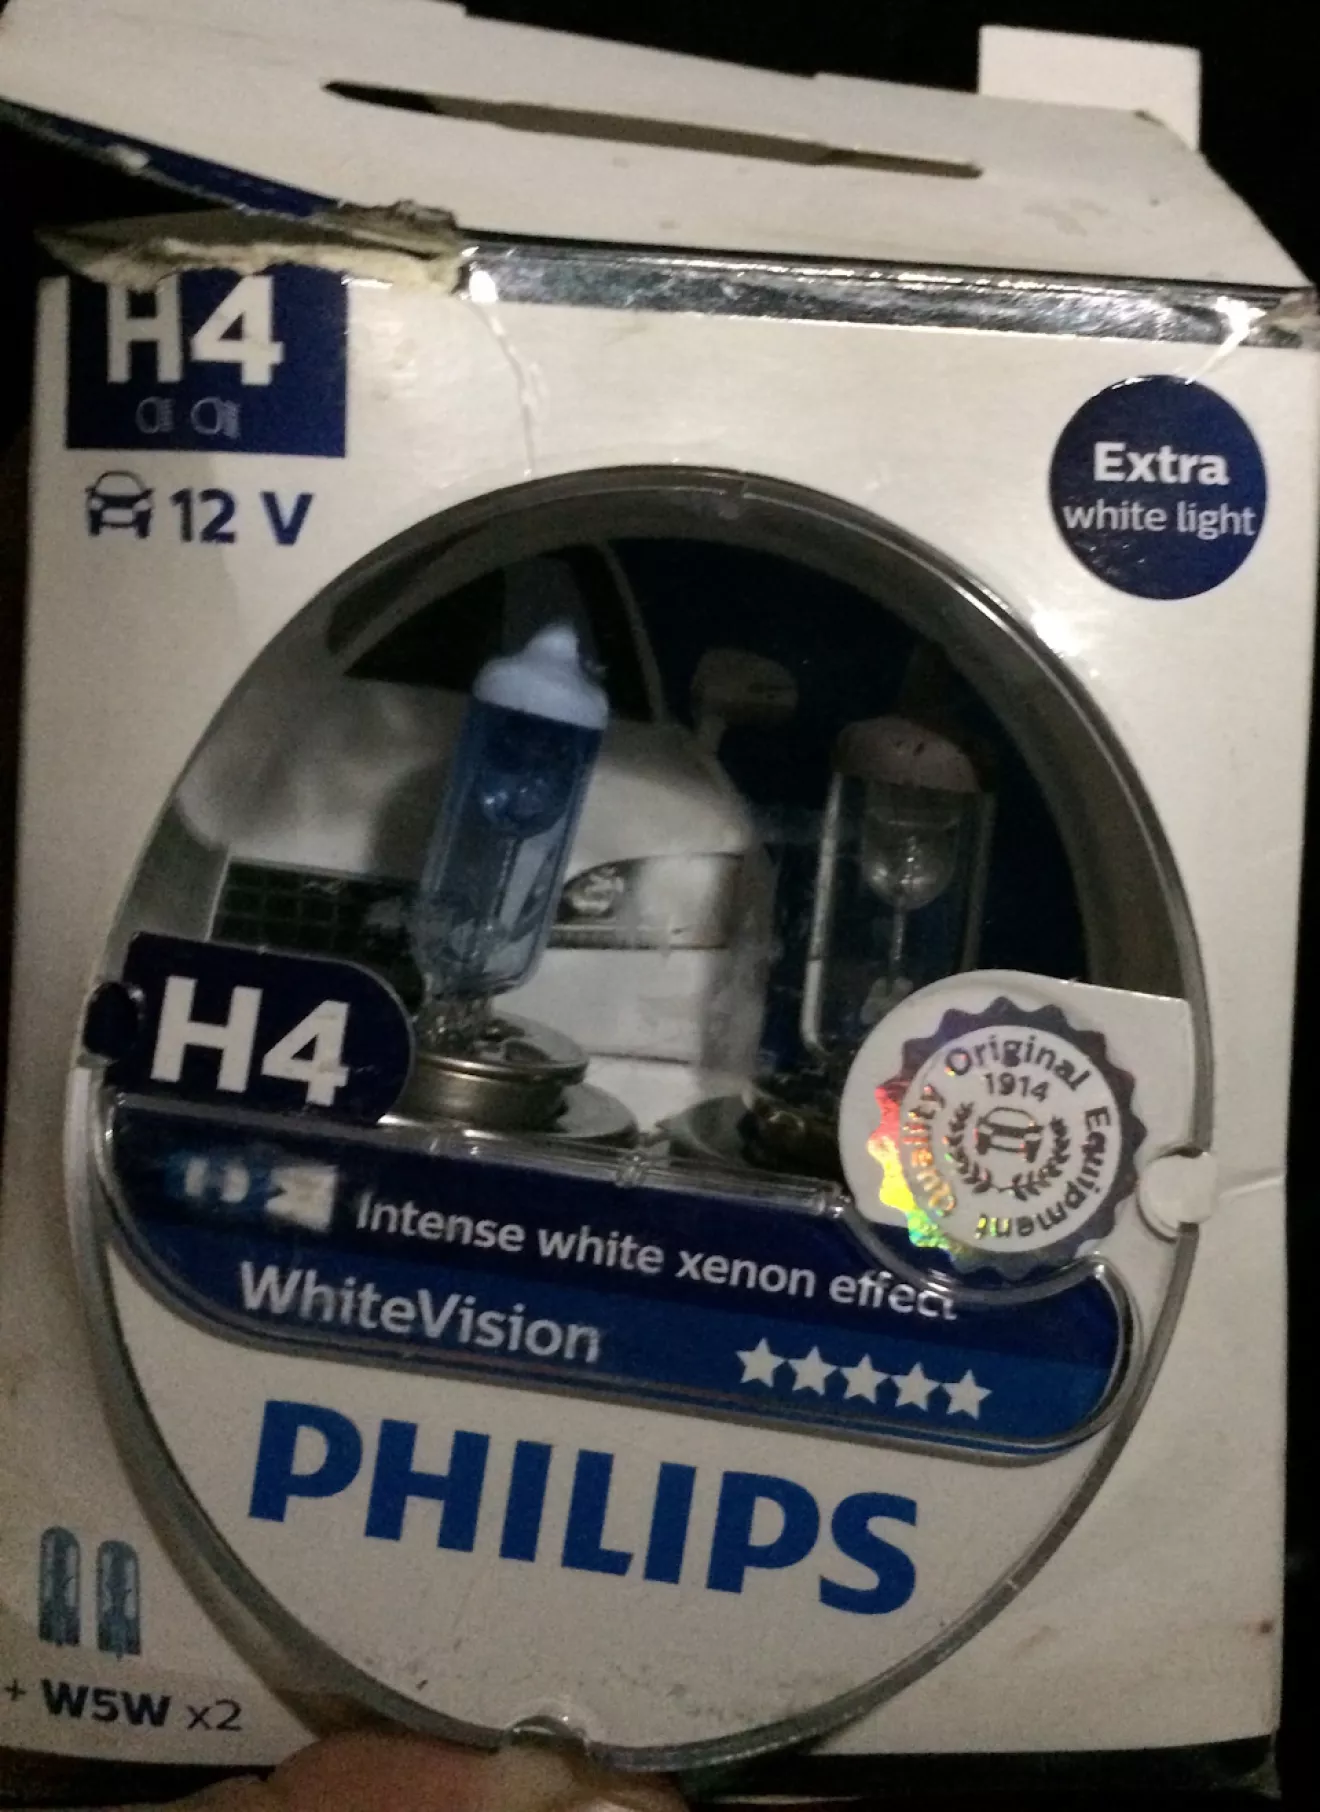 H4
12 V
Extra
white light
H4
Quality Original Equipment
1914
Intense white xenon effect
WhiteVision
PHILIPS
+ W5W x2